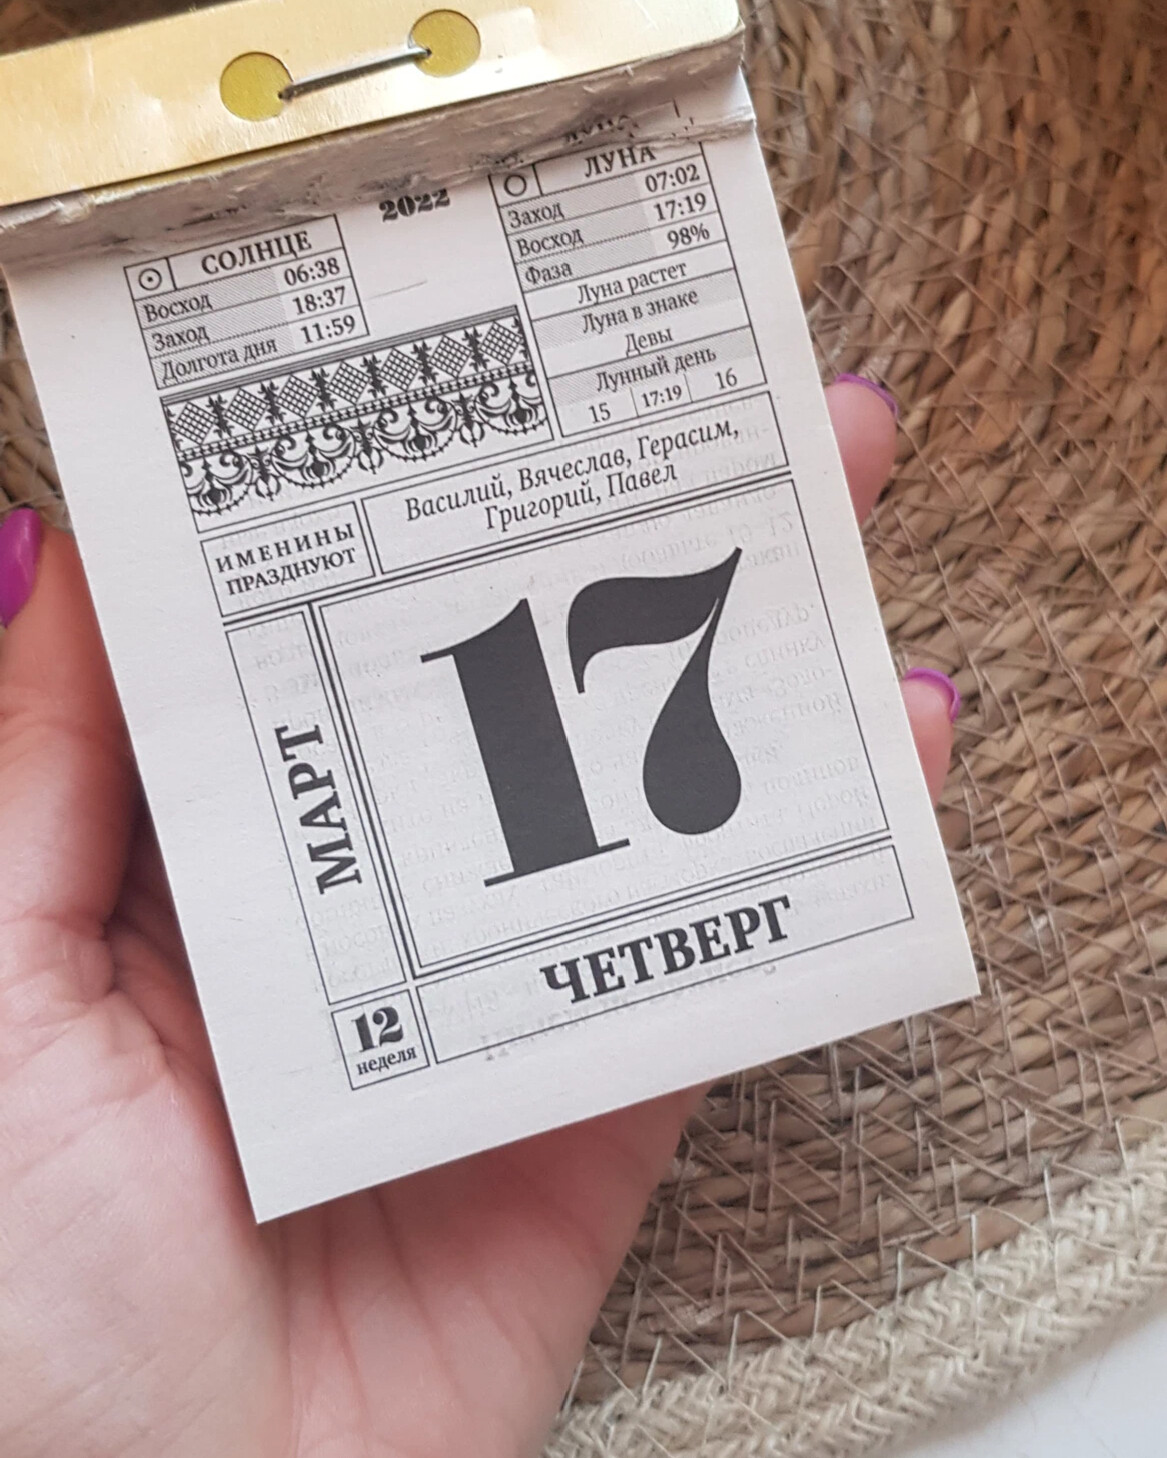 2022
СОЛНЦЕ
Восход 06:38
Заход 18:37
Долгота дня 11:59
ЛУНА
Заход 07:02
Восход 17:19
Фаза 98%
Луна растет
Луна в знаке
Девы
Лунный день
15 17:19 16
ИМЕНИНЫ
ПРАЗДНУЮТ
Василий, Вячеслав, Герасим,
Григорий, Павел
МАРТ
17
12
неделя
ЧЕТВЕРГ